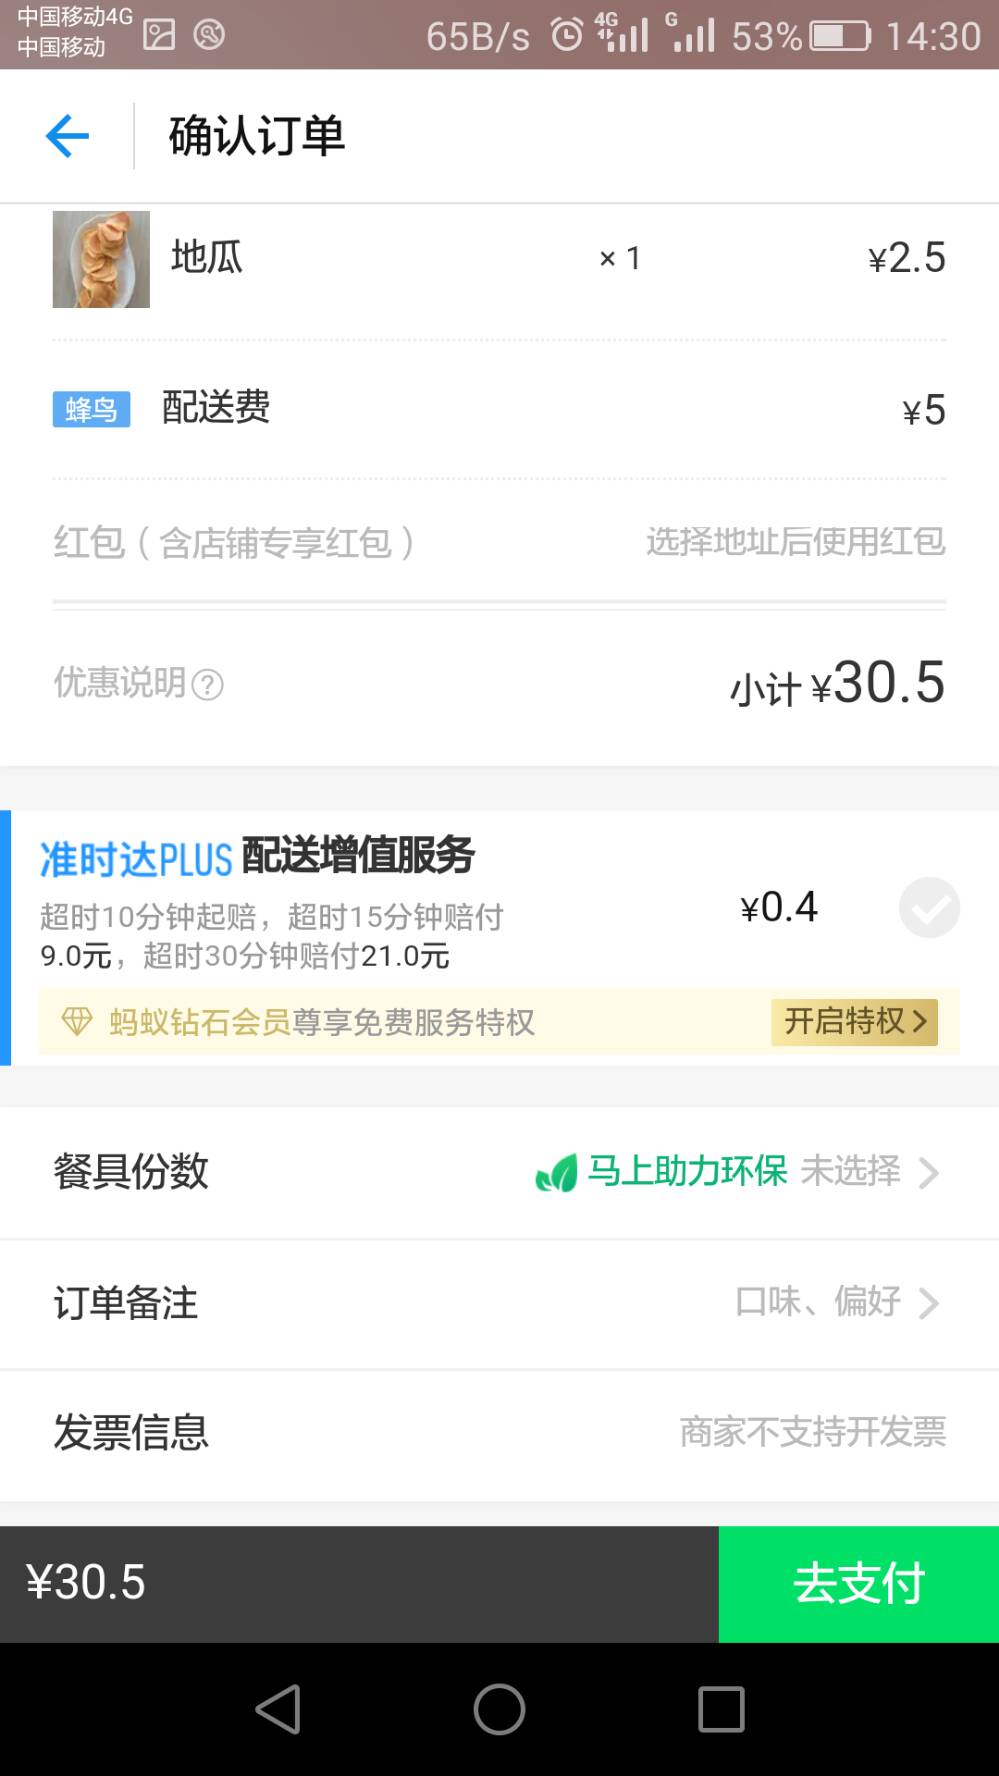 中国移动4G
中国移动
65B/s 4G G 53% 14:30
确认订单
地瓜 × 1 ¥2.5
蜂鸟 配送费 ¥5
红包（含店铺专享红包） 选择地址后使用红包
优惠说明? 小计 ¥30.5
准时达PLUS 配送增值服务
超时10分钟起赔，超时15分钟赔付
9.0元，超时30分钟赔付21.0元
¥0.4
蚂蚁钻石会员尊享免费服务特权 开启特权
餐具份数 马上助力环保 未选择
订单备注 口味、偏好
发票信息 商家不支持开发票
¥30.5 去支付